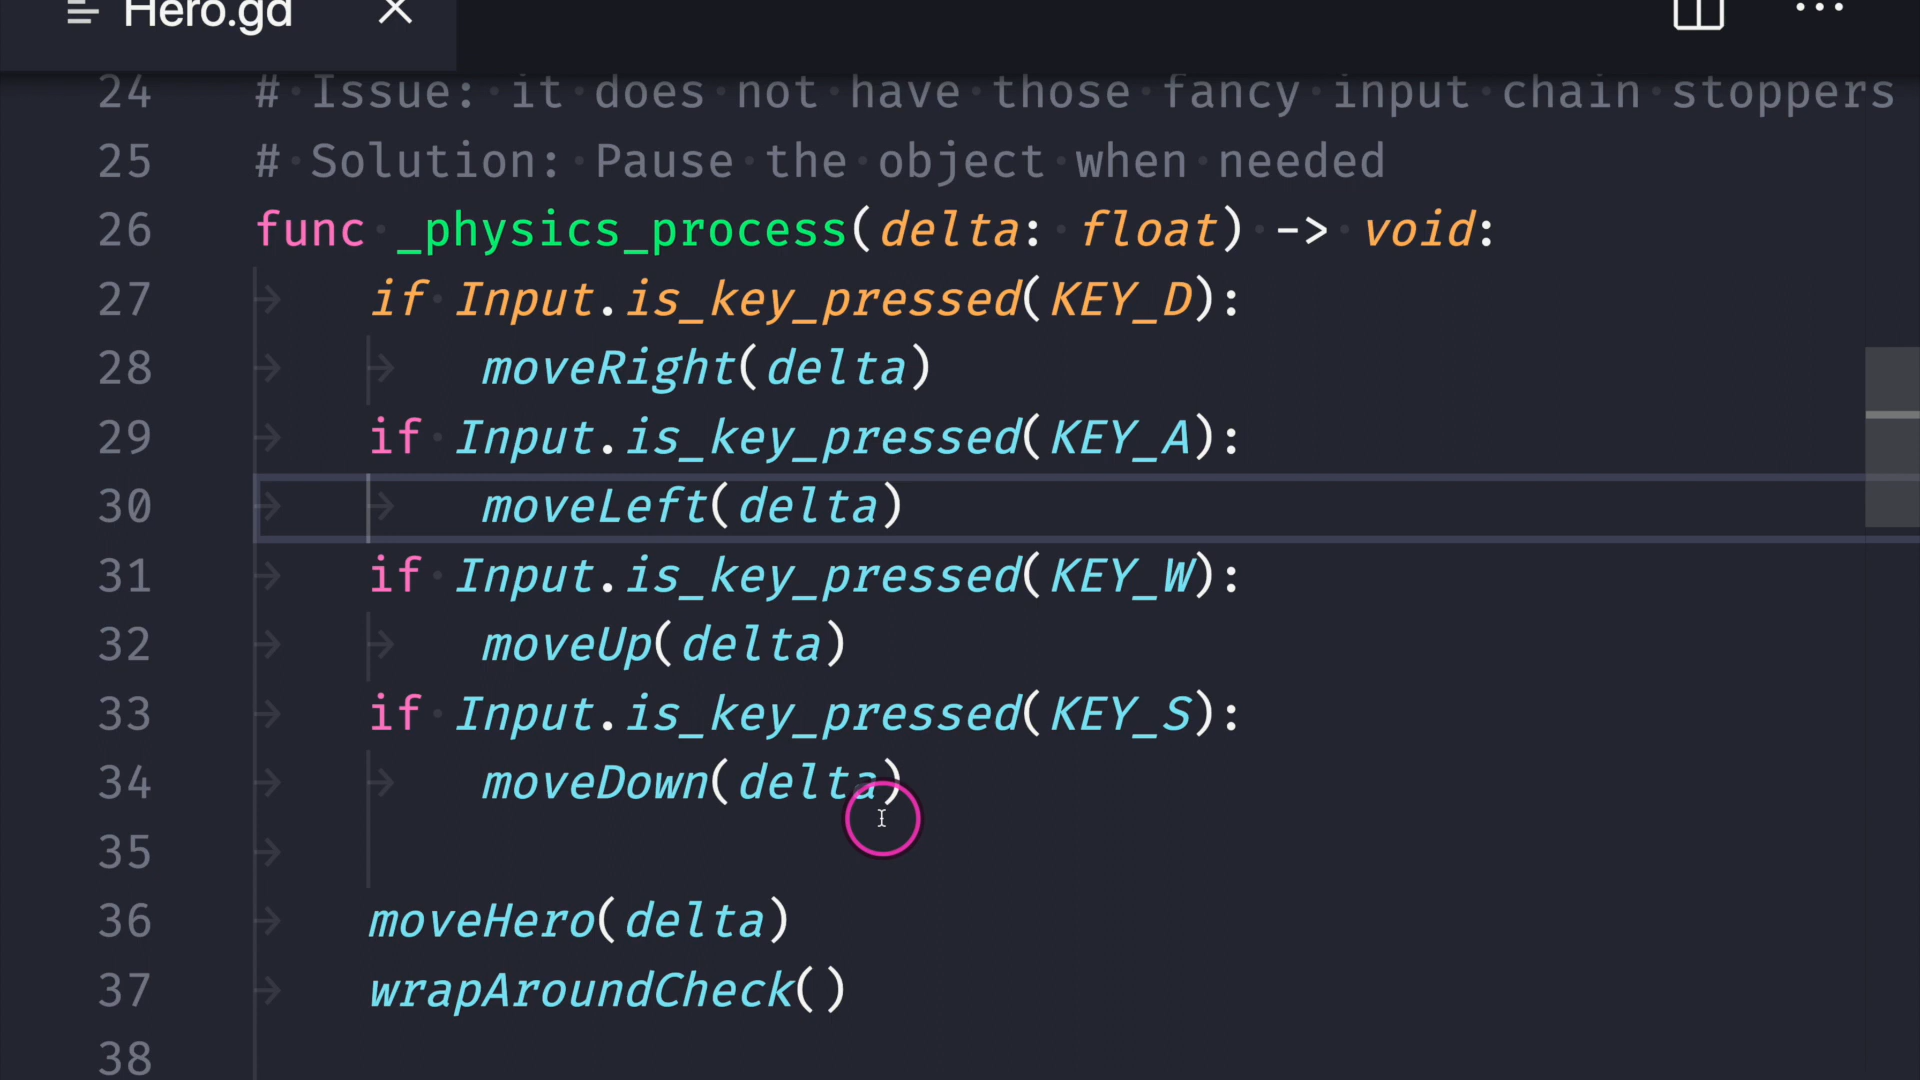 Hero.gd
24 # Issue: it does not have those fancy input chain stoppers
25 # Solution: Pause the object when needed
26 func _physics_process(delta: float) -> void:
27 if Input.is_key_pressed(KEY_D):
28 moveRight(delta)
29 if Input.is_key_pressed(KEY_A):
30 moveLeft(delta)
31 if Input.is_key_pressed(KEY_W):
32 moveUp(delta)
33 if Input.is_key_pressed(KEY_S):
34 moveDown(delta)
35
36 moveHero(delta)
37 wrapAroundCheck()
38